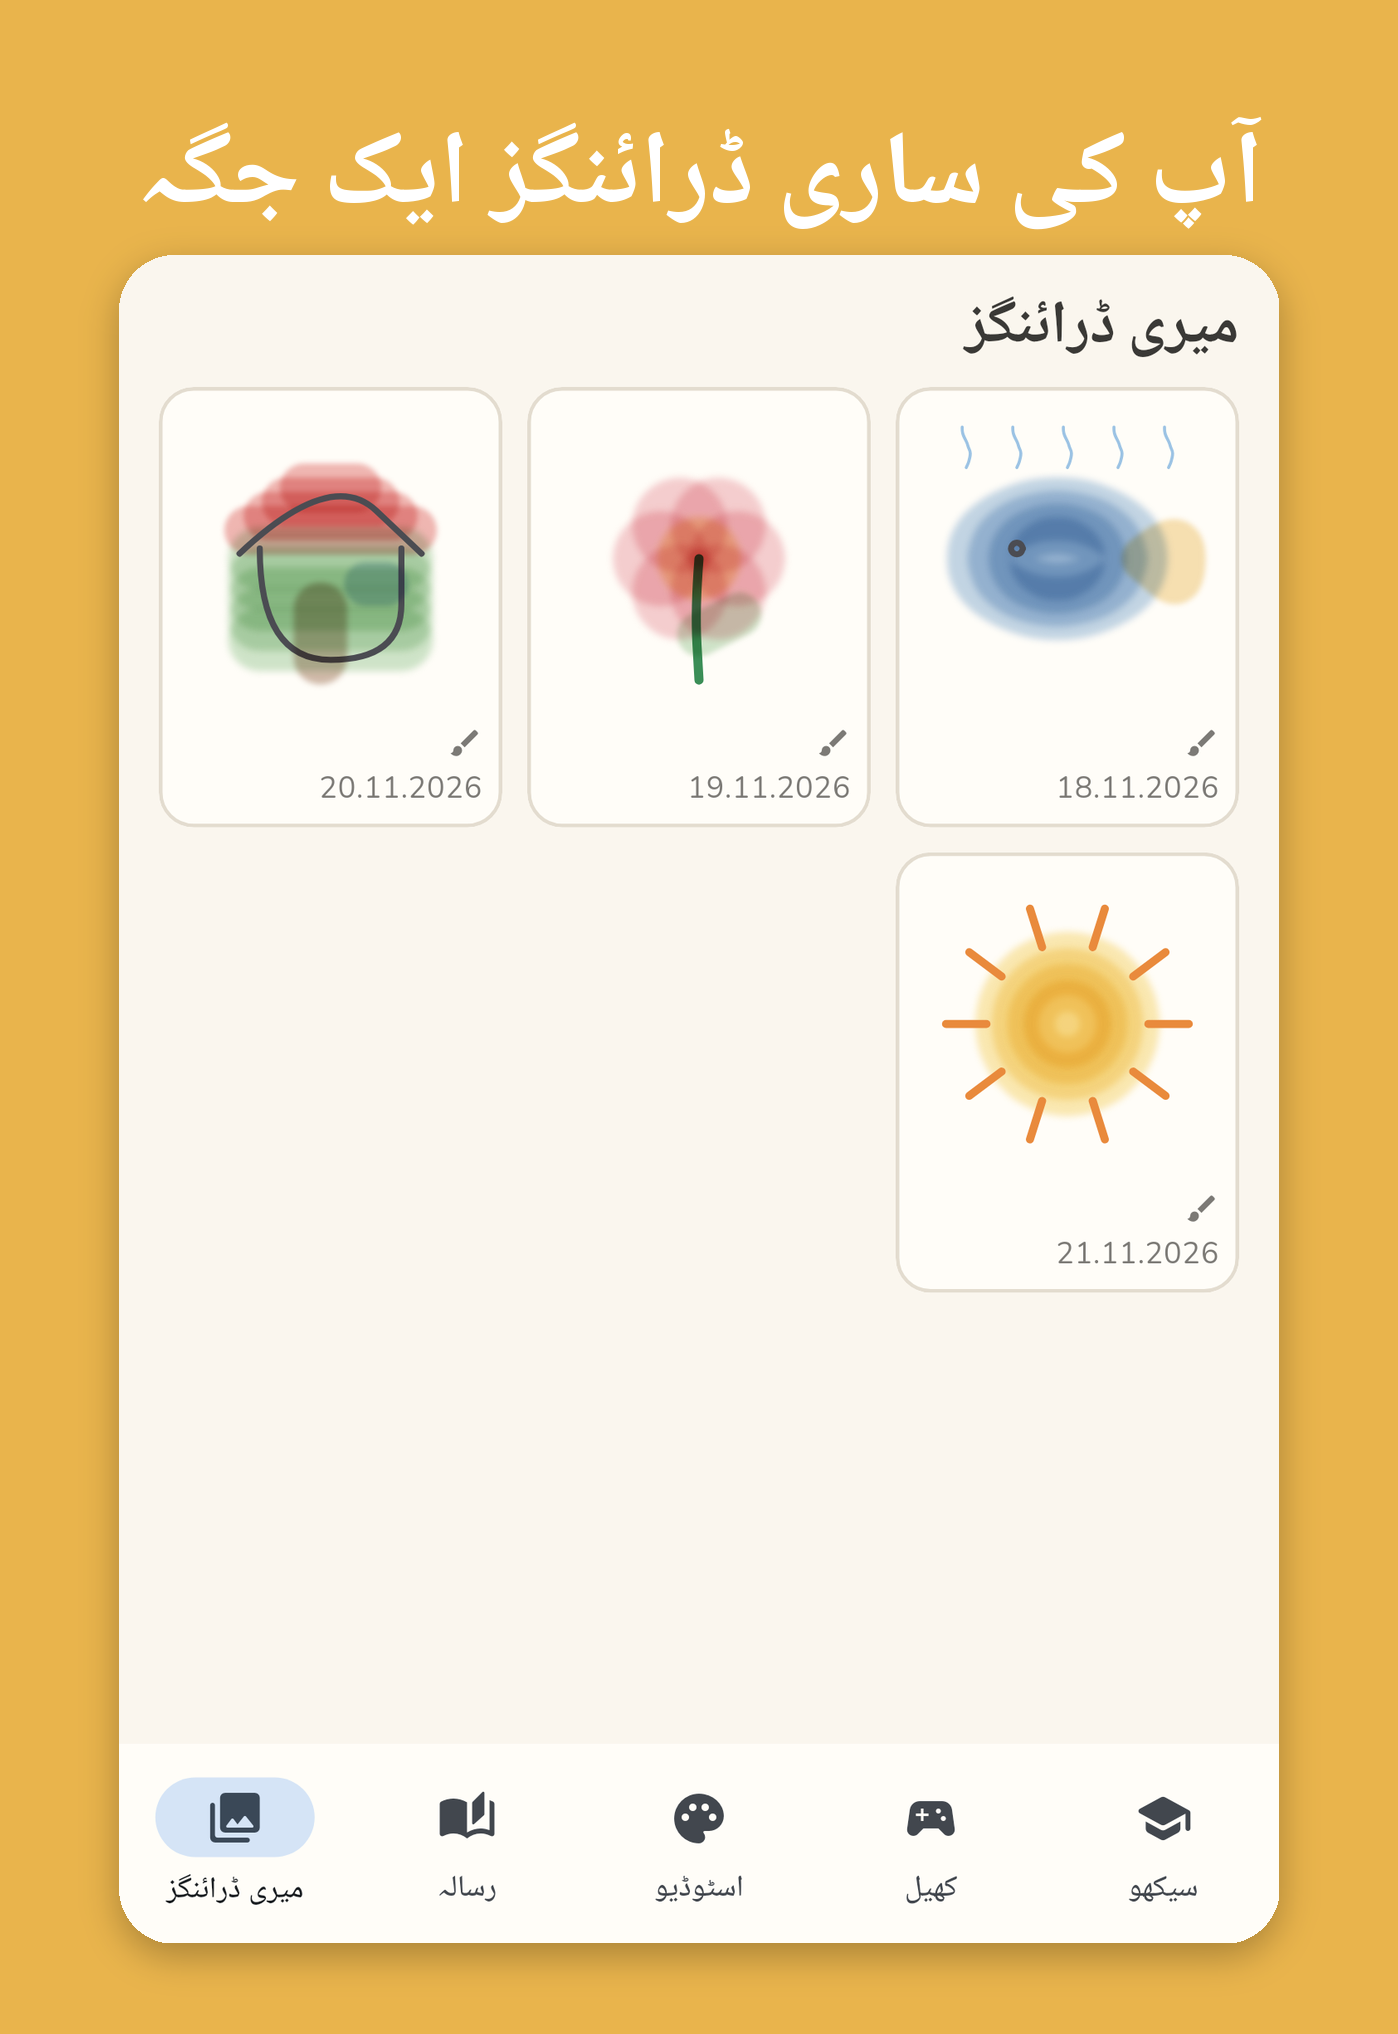 آپ کی ساری ڈرائنگز ایک جگہ
میری ڈرائنگز
18.11.2026
19.11.2026
20.11.2026
21.11.2026
سیکھو
کھیل
اسٹوڈیو
رسالہ
میری ڈرائنگز